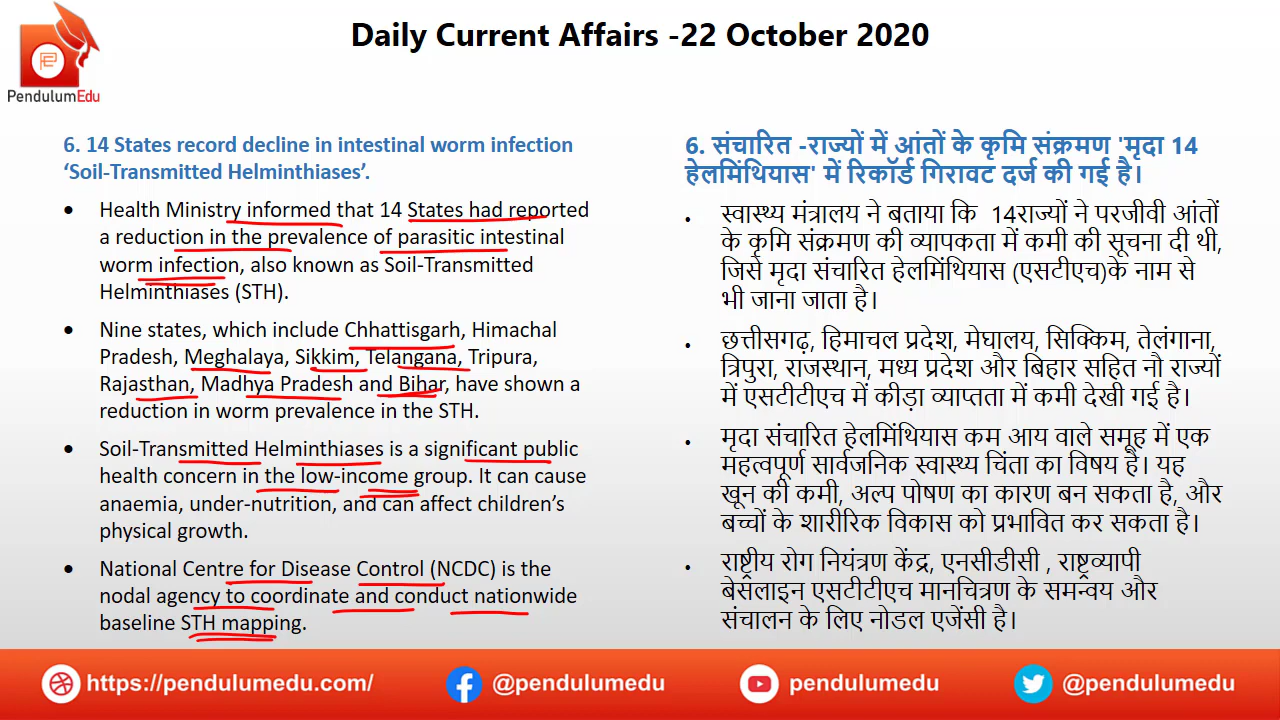 Daily Current Affairs -22 October 2020
PendulumEdu
6. 14 States record decline in intestinal worm infection
‘Soil-Transmitted Helminthiases’.
• Health Ministry informed that 14 States had reported
a reduction in the prevalence of parasitic intestinal
worm infection, also known as Soil-Transmitted
Helminthiases (STH).
• Nine states, which include Chhattisgarh, Himachal
Pradesh, Meghalaya, Sikkim, Telangana, Tripura,
Rajasthan, Madhya Pradesh and Bihar, have shown a
reduction in worm prevalence in the STH.
• Soil-Transmitted Helminthiases is a significant public
health concern in the low-income group. It can cause
anaemia, under-nutrition, and can affect children’s
physical growth.
• National Centre for Disease Control (NCDC) is the
nodal agency to coordinate and conduct nationwide
baseline STH mapping.
6. संचारित -राज्यों में आंतों के कृमि संक्रमण 'मृदा 14
हेलमिंथियास' में रिकॉर्ड गिरावट दर्ज की गई है।
• स्वास्थ्य मंत्रालय ने बताया कि 14राज्यों ने परजीवी आंतों
के कृमि संक्रमण की व्यापकता में कमी की सूचना दी थी,
जिसे मृदा संचारित हेलमिंथियास (एसटीएच)के नाम से
भी जाना जाता है।
• छत्तीसगढ़, हिमाचल प्रदेश, मेघालय, सिक्किम, तेलंगाना,
त्रिपुरा, राजस्थान, मध्य प्रदेश और बिहार सहित नौ राज्यों
में एसटीटीएच में कीड़ा व्याप्तता में कमी देखी गई है।
• मृदा संचारित हेलमिंथियास कम आय वाले समूह में एक
महत्वपूर्ण सार्वजनिक स्वास्थ्य चिंता का विषय है। यह
खून की कमी, अल्प पोषण का कारण बन सकता है, और
बच्चों के शारीरिक विकास को प्रभावित कर सकता है।
• राष्ट्रीय रोग नियंत्रण केंद्र, एनसीडीसी , राष्ट्रव्यापी
बेसलाइन एसटीटीएच मानचित्रण के समन्वय और
संचालन के लिए नोडल एजेंसी है।
https://pendulumedu.com/
@pendulumedu
pendulumedu
@pendulumedu